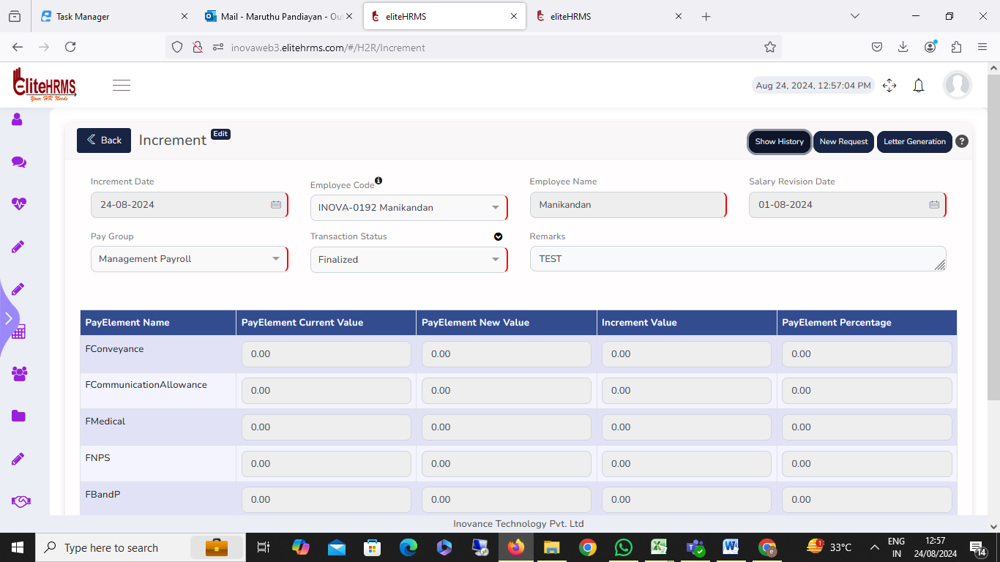 Task Manager
Mail - Maruthu Pandiayan - Out
eliteHRMS
eliteHRMS
inovaweb3.elitehrms.com/#/H2R/Increment
EliteHRMS
Your HR Needs
Aug 24, 2024, 12:57:04 PM
Back
Increment
Edit
Show History
New Request
Letter Generation
?
Increment Date
Employee Code
Employee Name
Salary Revision Date
24-08-2024
INOVA-0192 Manikandan
Manikandan
01-08-2024
Pay Group
Transaction Status
Remarks
Management Payroll
Finalized
TEST
PayElement Name PayElement Current Value PayElement New Value Increment Value PayElement Percentage
FConveyance 0.00 0.00 0.00 0.00
FCommunicationAllowance 0.00 0.00 0.00 0.00
FMedical 0.00 0.00 0.00 0.00
FNPS 0.00 0.00 0.00 0.00
FBandP 0.00 0.00 0.00 0.00
Inovance Technology Pvt. Ltd
Type here to search
1
33°C
ENG
IN
12:57
24/08/2024
14